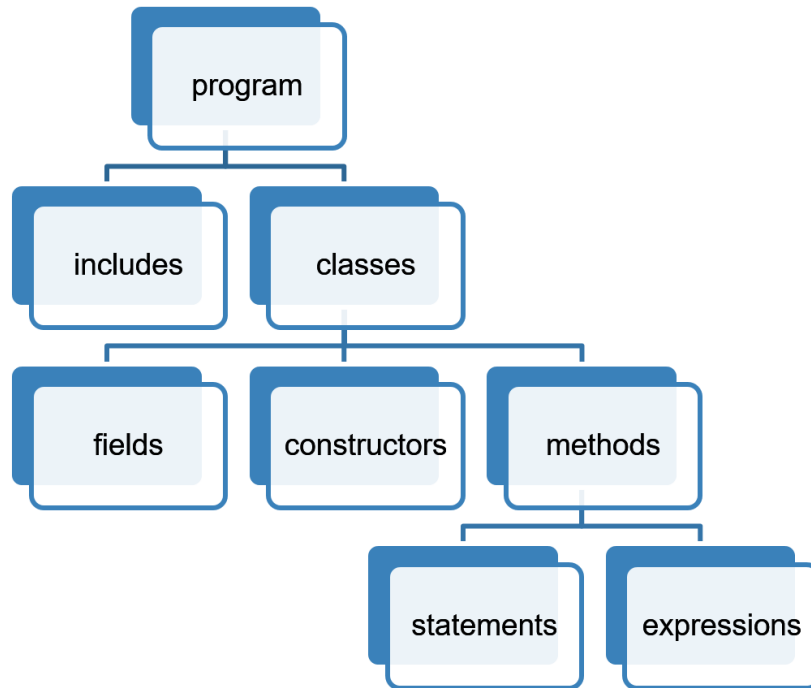 program
includes
classes
fields
constructors
methods
statements
expressions